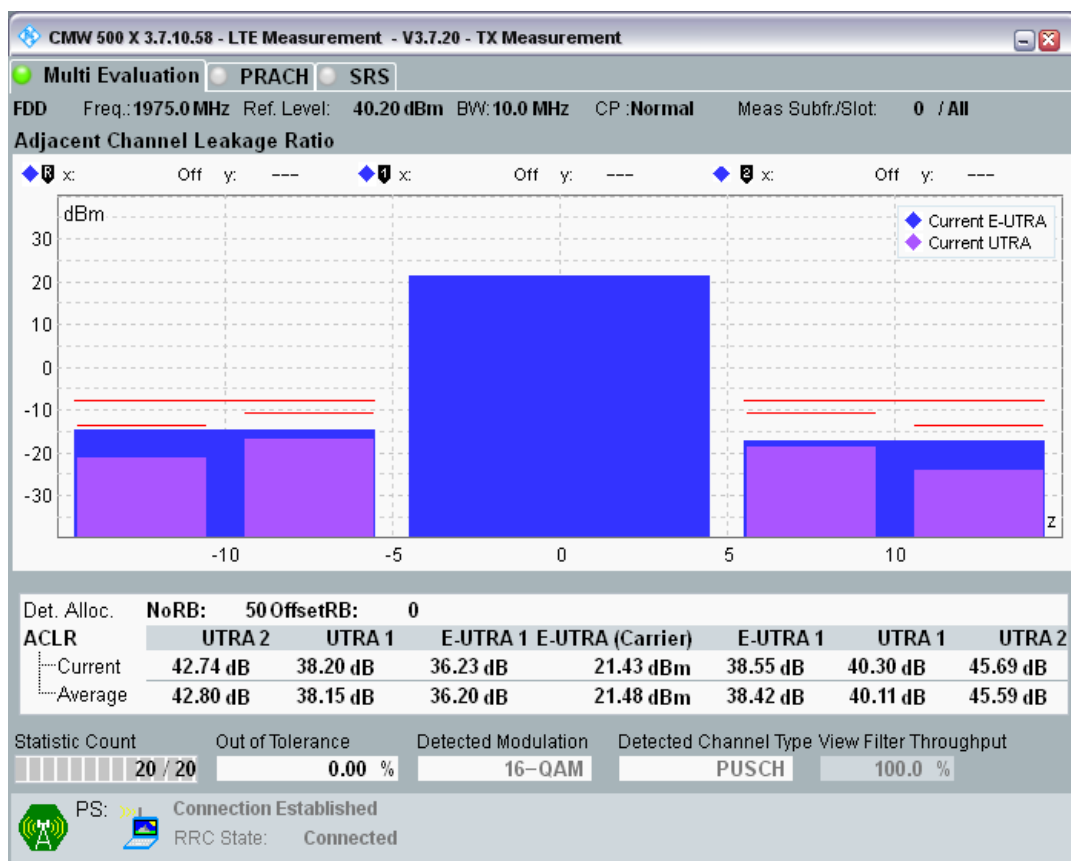 CMW 500 X 3.7.10.58 - LTE Measurement - V3.7.20 - TX Measurement
Multi Evaluation PRACH SRS
FDD Freq.: 1975.0 MHz Ref. Level: 40.20 dBm BW: 10.0 MHz CP : Normal Meas Subfr./Slot: 0 / All
Adjacent Channel Leakage Ratio
R x: Off y: --- 1 x: Off y: --- 2 x: Off y: ---
dBm
Current E-UTRA
Current UTRA
30
20
10
0
-10
-20
-30
z
-10 -5 0 5 10
Det. Alloc. NoRB: 50 OffsetRB: 0
ACLR UTRA 2 UTRA 1 E-UTRA 1 E-UTRA (Carrier) E-UTRA 1 UTRA 1 UTRA 2
Current 42.74 dB 38.20 dB 36.23 dB 21.43 dBm 38.55 dB 40.30 dB 45.69 dB
Average 42.80 dB 38.15 dB 36.20 dB 21.48 dBm 38.42 dB 40.11 dB 45.59 dB
Statistic Count Out of Tolerance Detected Modulation Detected Channel Type View Filter Throughput
20 / 20 0.00 % 16-QAM PUSCH 100.0 %
PS: Connection Established
RRC State: Connected